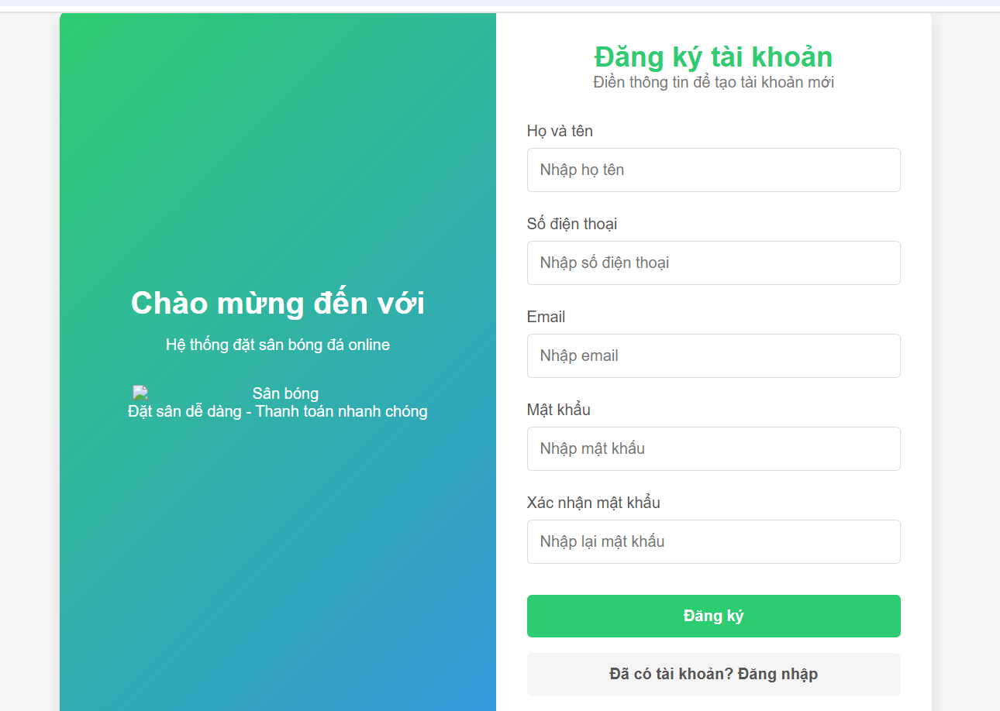 Chào mừng đến với
Hệ thống đặt sân bóng đá online
Sân bóng
Đặt sân dễ dàng - Thanh toán nhanh chóng
Đăng ký tài khoản
Điền thông tin để tạo tài khoản mới
Họ và tên
Nhập họ tên
Số điện thoại
Nhập số điện thoại
Email
Nhập email
Mật khẩu
Nhập mật khẩu
Xác nhận mật khẩu
Nhập lại mật khẩu
Đăng ký
Đã có tài khoản? Đăng nhập